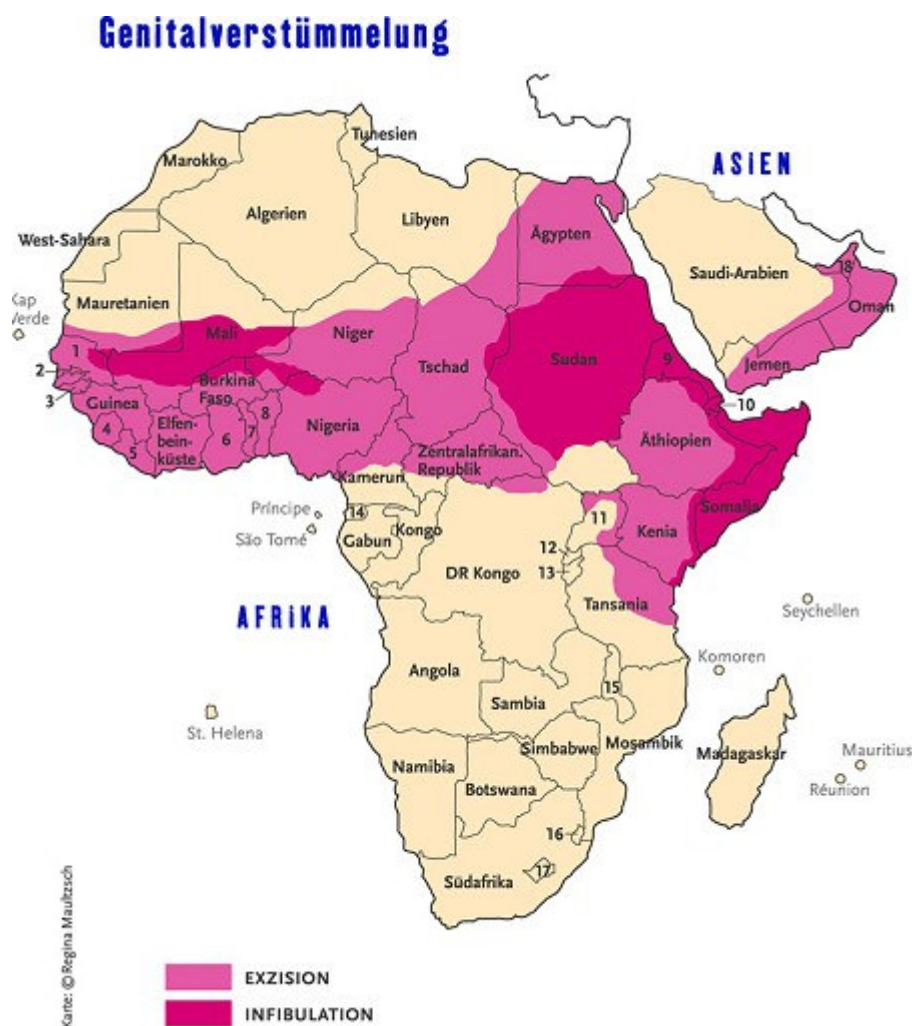 Genitalverstümmelung
Tunesien
Marokko
ASiEN
Algerien
Libyen
Ägypten
West-Sahara
Saudi-Arabien
18
Mauretanien
Kap
Verde
Oman
Mali
Niger
1
Tschad
Sudan
9
Jemen
2
Burkina
Faso
10
3
Guinea
8
4
Elfen-
bein-
küste
6
7
Nigeria
Äthiopien
5
Zentralafrikan.
Republik
Kamerun
Somalia
Príncipe
14
11
São Tomé
Gabun
Kongo
Kenia
12
DR Kongo
13
Tansania
Seychellen
AFRiKA
Komoren
Angola
15
Sambia
St. Helena
Simbabwe
Mosambik
Madagaskar
Mauritius
Namibia
Botswana
Réunion
16
17
Südafrika
Karte: © Regina Maultzsch
EXZISION
INFIBULATION